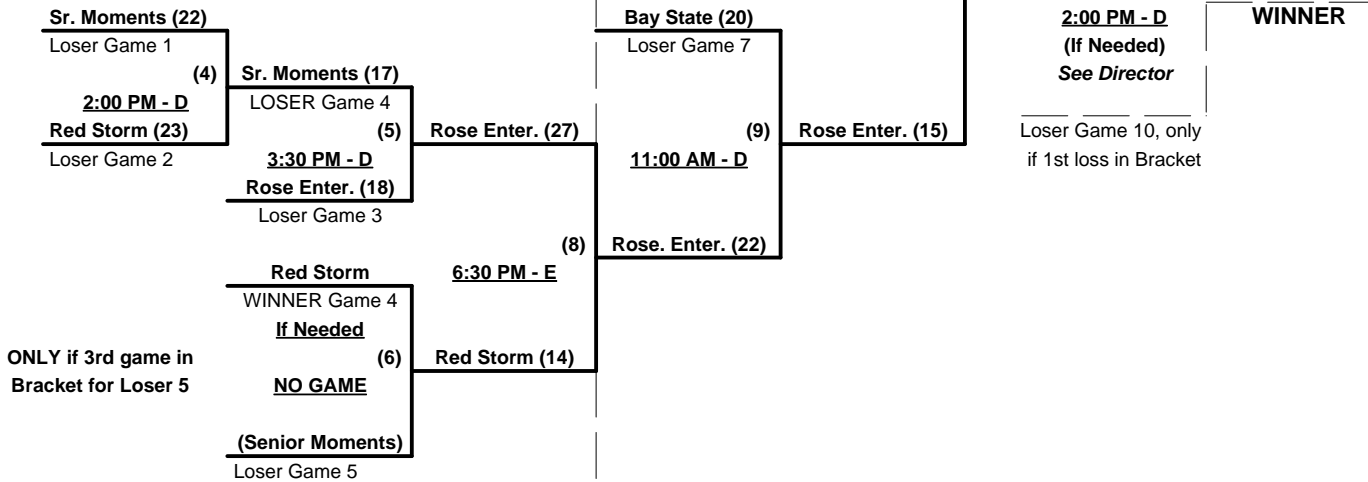 Sr. Moments (22)
Loser Game 1
(4)
2:00 PM - D
Red Storm (23)
Loser Game 2
Sr. Moments (17)
LOSER Game 4
(5)
3:30 PM - D
Rose Enter. (18)
Loser Game 3
Rose Enter. (27)
(8)
6:30 PM - E
Red Storm
WINNER Game 4
If Needed
(6)
NO GAME
(Senior Moments)
Loser Game 5
ONLY if 3rd game in
Bracket for Loser 5
Red Storm (14)
Bay State (20)
Loser Game 7
(9)
11:00 AM - D
Rose. Enter. (22)
Rose Enter. (15)
2:00 PM - D
(If Needed)
See Director
Loser Game 10, only
if 1st loss in Bracket
WINNER